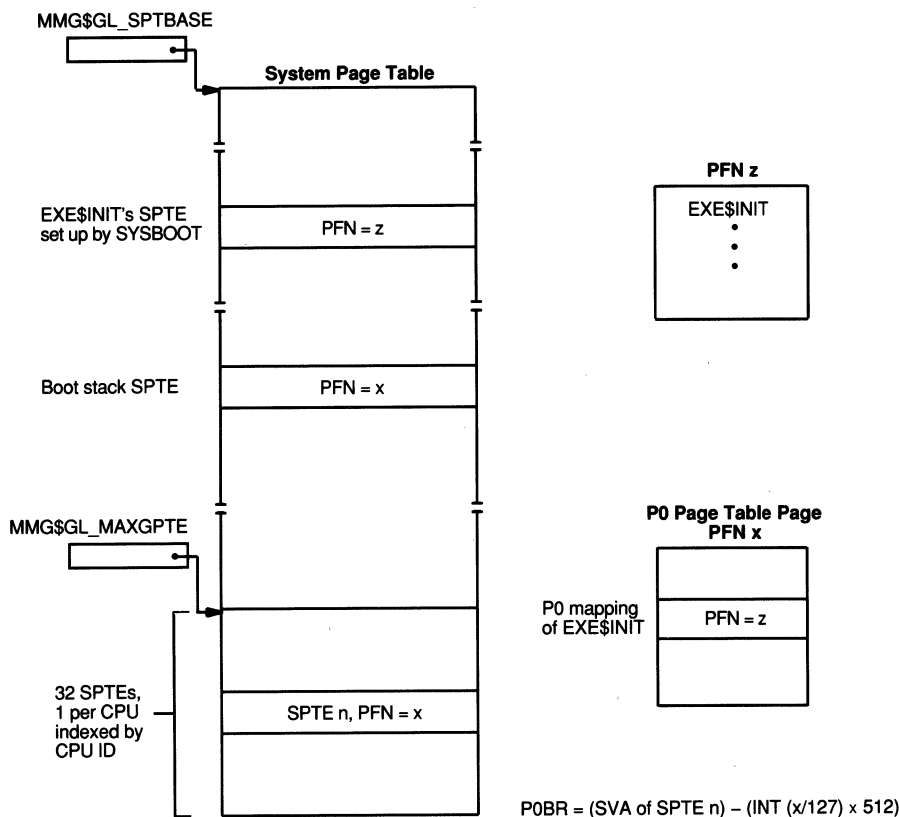 MMG$GL_SPTBASE
System Page Table
EXE$INIT's SPTE
set up by SYSBOOT
PFN = z
PFN z
EXE$INIT
Boot stack SPTE
PFN = x
MMG$GL_MAXGPTE
P0 Page Table Page
PFN x
P0 mapping
of EXE$INIT
PFN = z
32 SPTEs,
1 per CPU
indexed by
CPU ID
SPTE n, PFN = x
P0BR = (SVA of SPTE n) – (INT (x/127) x 512)